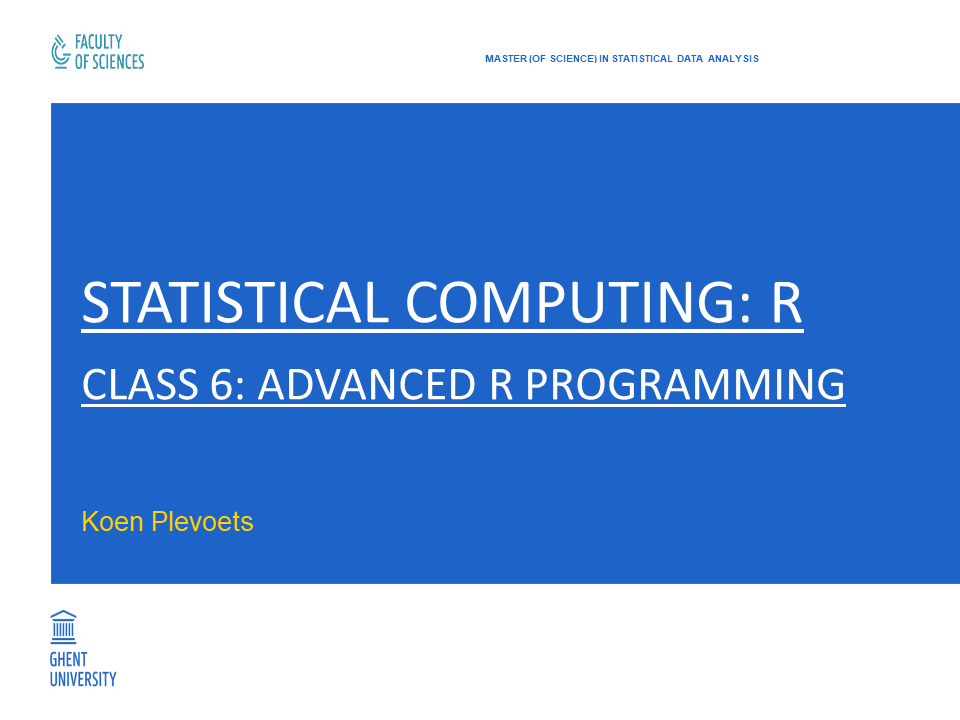 FACULTY
OF SCIENCES
MASTER (OF SCIENCE) IN STATISTICAL DATA ANALYSIS
STATISTICAL COMPUTING: R
CLASS 6: ADVANCED R PROGRAMMING
Koen Plevoets
GHENT
UNIVERSITY